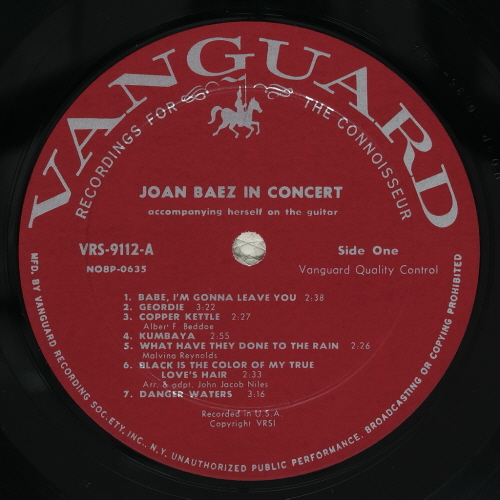 VANGUARD
RECORDINGS FOR THE CONNOISSEUR
JOAN BAEZ IN CONCERT
accompanying herself on the guitar
VRS-9112-A
Side One
NO8P-0635
Vanguard Quality Control
1. BABE, I'M GONNA LEAVE YOU 2:38
2. GEORDIE 3:22
3. COPPER KETTLE 2:27
Alber F. Beddoe
4. KUMBAYA 2:55
5. WHAT HAVE THEY DONE TO THE RAIN 2:26
Malvina Reynolds
6. BLACK IS THE COLOR OF MY TRUE
LOVE'S HAIR 2:33
Arr. & adpt. John Jacob Niles
7. DANGER WATERS 3:16
Recorded in U.S.A.
Copyright VRSI
MFD. BY VANGUARD RECORDING SOCIETY, INC., N.Y. UNAUTHORIZED PUBLIC PERFORMANCE, BROADCASTING OR COPYING PROHIBITED